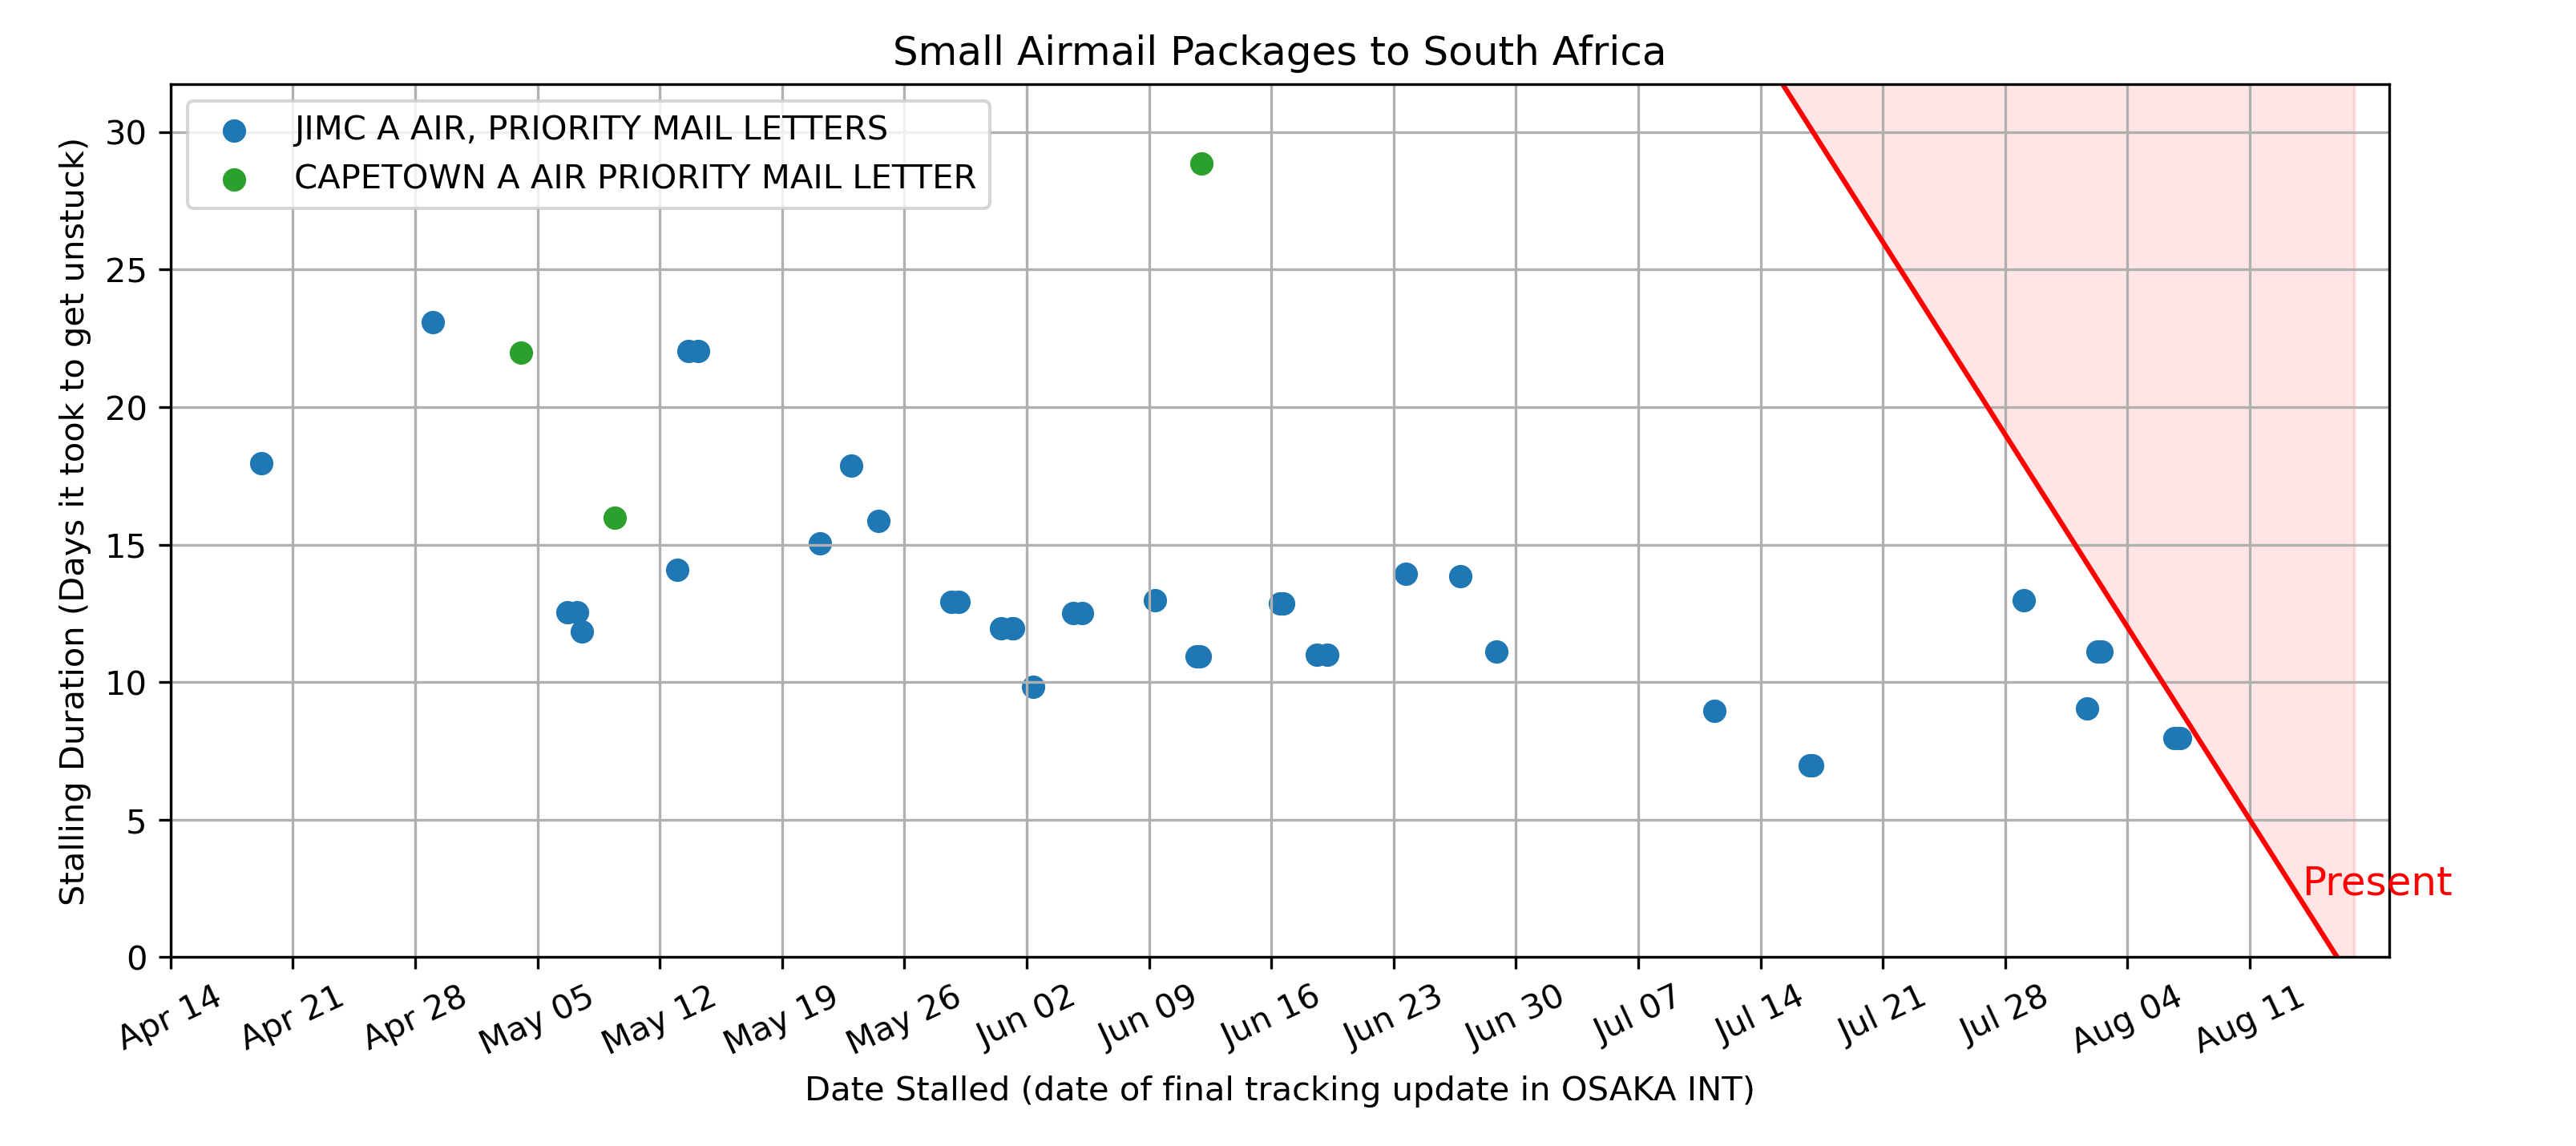 Small Airmail Packages to South Africa
JIMC A AIR, PRIORITY MAIL LETTERS
CAPETOWN A AIR PRIORITY MAIL LETTER
Stalling Duration (Days it took to get unstuck)
30
25
20
15
10
5
0
Present
Apr 14
Apr 21
Apr 28
May 05
May 12
May 19
May 26
Jun 02
Jun 09
Jun 16
Jun 23
Jun 30
Jul 07
Jul 14
Jul 21
Jul 28
Aug 04
Aug 11
Date Stalled (date of final tracking update in OSAKA INT)